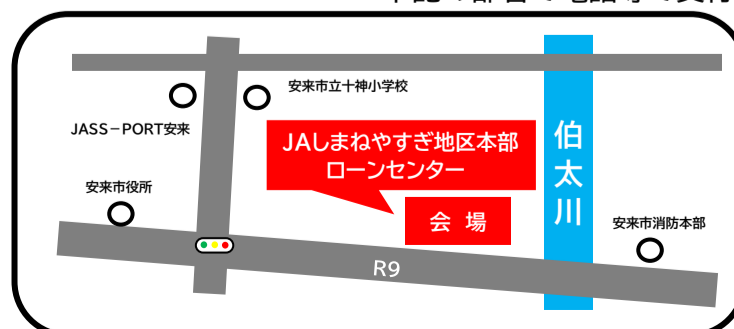 安来市立十神小学校
JASS－PORT安来
JAしまねやすぎ地区本部
ローンセンター
伯太川
安来市役所
会 場
安来市消防本部
R9